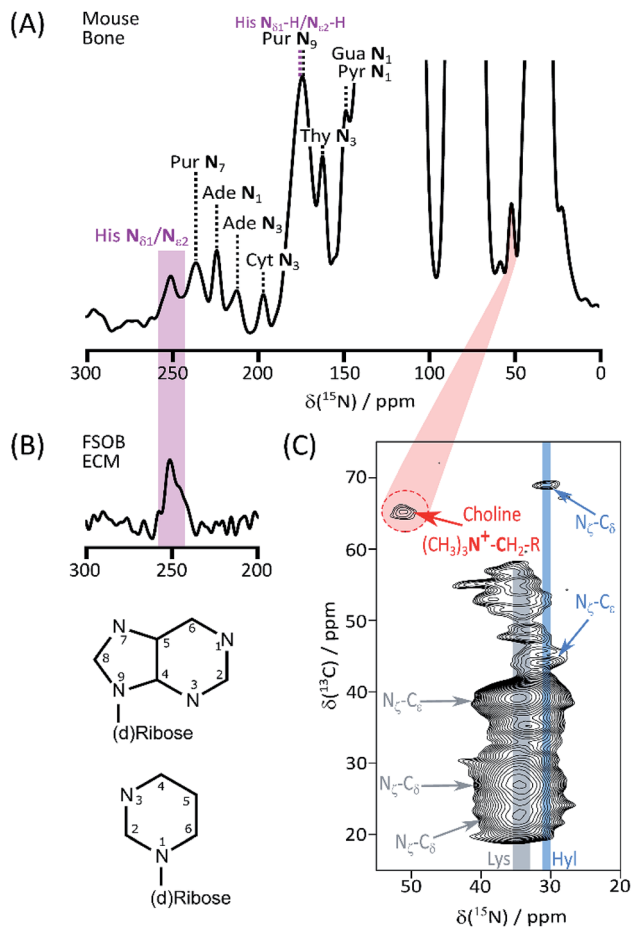 (A) Mouse
Bone
His Nδ1-H/Nε2-H
Pur N9
Gua N1
Pyr N1
Thy N3
Pur N7
Ade N1
Ade N3
His Nδ1/Nε2
Cyt N3
300 250 200 150 100 50 0
δ(15N) / ppm
(B) FSOB
ECM
300 250 200
(C)
70
60
50
40
30
20
δ(13C) / ppm
Nζ-Cδ
Choline
(CH3)3N+-CH2-R
Nζ-Cε
Nζ-Cε
Nζ-Cδ
Nζ-Cδ
Lys Hyl
50 40 30
δ(15N) / ppm
N
7
5
6
1
N
8
9
N
4
N
3
2
(d)Ribose
N
3
4
5
2
1
6
N
(d)Ribose